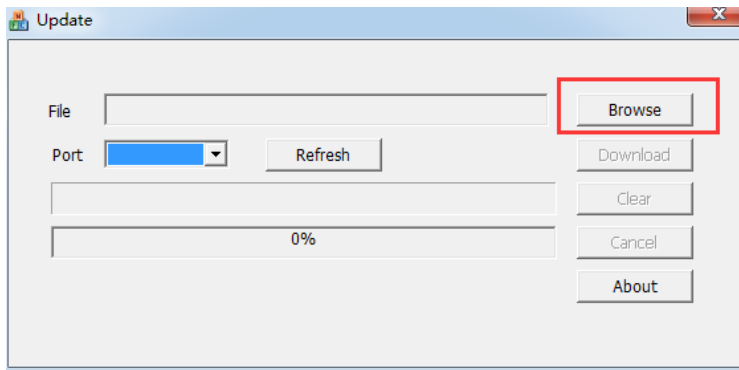 Update
File
Browse
Port
Refresh
Download
Clear
0%
Cancel
About